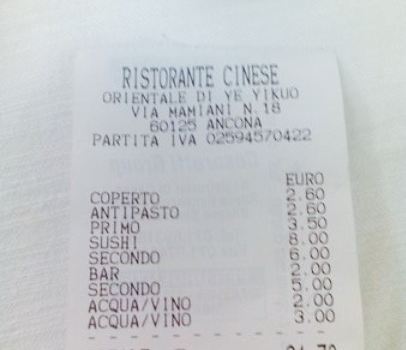 RISTORANTE CINESE
ORIENTALE DI YE YIKUO
VIA MAMIANI N.18
60125 ANCONA
PARTITA IVA 02594570422
EURO
COPERTO 2.60
ANTIPASTO 2.60
PRIMO 3.50
SUSHI 8.00
SECONDO 6.00
BAR 2.00
SECONDO 5.00
ACQUA/VINO 2.00
ACQUA/VINO 3.00